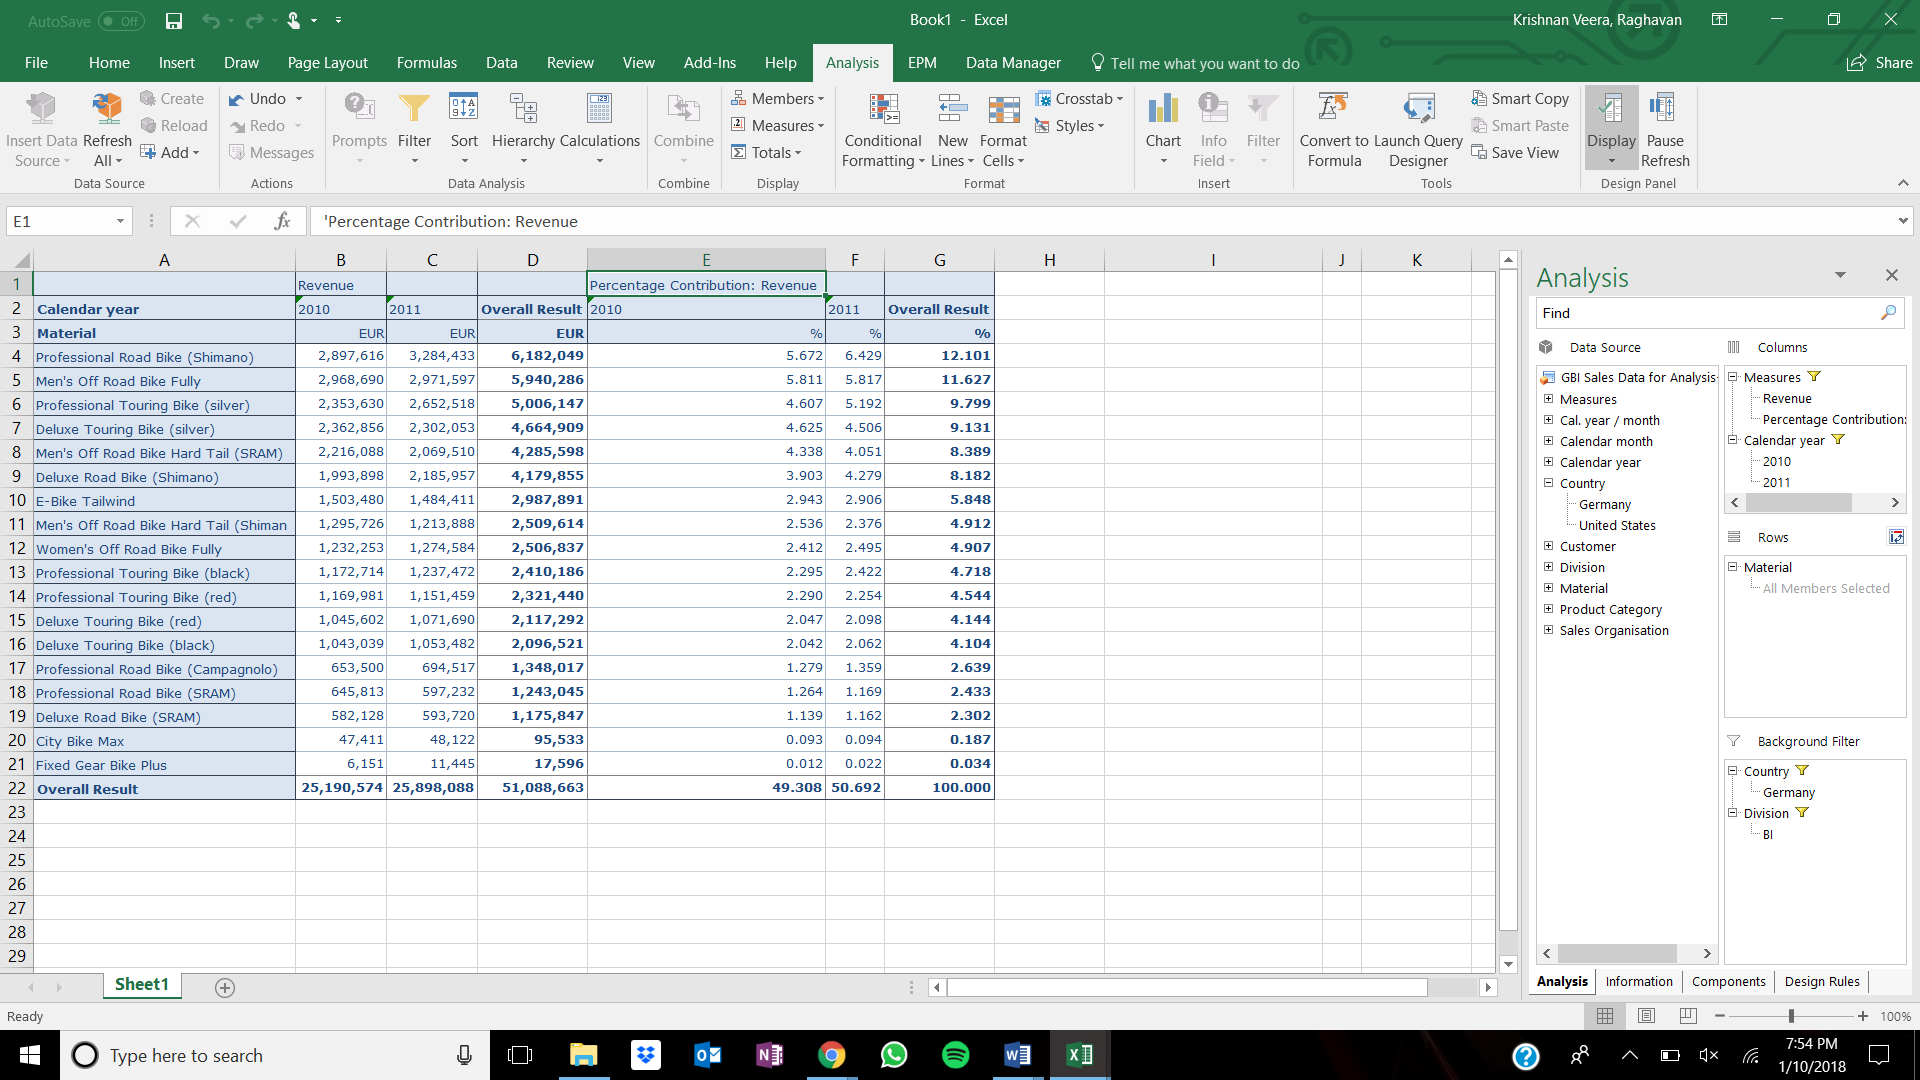 AutoSave Off
Book1 - Excel
Krishnan Veera, Raghavan
File Home Insert Draw Page Layout Formulas Data Review View Add-Ins Help Analysis EPM Data Manager Tell me what you want to do Share
Insert Data Source
Refresh All
Create
Reload
Add
Data Source
Undo
Redo
Messages
Actions
Prompts
Filter
Sort
Hierarchy
Calculations
Data Analysis
Combine
Combine
Members
Measures
Totals
Display
Conditional Formatting
New Lines
Format Cells
Crosstab
Styles
Format
Chart
Info Field
Filter
Insert
Convert to Formula
Launch Query Designer
Smart Copy
Smart Paste
Save View
Tools
Display
Pause Refresh
Design Panel
E1
fx
'Percentage Contribution: Revenue
A B C D E F G H I J K
1 Revenue Percentage Contribution: Revenue
2 Calendar year 2010 2011 Overall Result 2010 2011 Overall Result
3 Material EUR EUR EUR % % %
4 Professional Road Bike (Shimano) 2,897,616 3,284,433 6,182,049 5.672 6.429 12.101
5 Men's Off Road Bike Fully 2,968,690 2,971,597 5,940,286 5.811 5.817 11.627
6 Professional Touring Bike (silver) 2,353,630 2,652,518 5,006,147 4.607 5.192 9.799
7 Deluxe Touring Bike (silver) 2,362,856 2,302,053 4,664,909 4.625 4.506 9.131
8 Men's Off Road Bike Hard Tail (SRAM) 2,216,088 2,069,510 4,285,598 4.338 4.051 8.389
9 Deluxe Road Bike (Shimano) 1,993,898 2,185,957 4,179,855 3.903 4.279 8.182
10 E-Bike Tailwind 1,503,480 1,484,411 2,987,891 2.943 2.906 5.848
11 Men's Off Road Bike Hard Tail (Shiman 1,295,726 1,213,888 2,509,614 2.536 2.376 4.912
12 Women's Off Road Bike Fully 1,232,253 1,274,584 2,506,837 2.412 2.495 4.907
13 Professional Touring Bike (black) 1,172,714 1,237,472 2,410,186 2.295 2.422 4.718
14 Professional Touring Bike (red) 1,169,981 1,151,459 2,321,440 2.290 2.254 4.544
15 Deluxe Touring Bike (red) 1,045,602 1,071,690 2,117,292 2.047 2.098 4.144
16 Deluxe Touring Bike (black) 1,043,039 1,053,482 2,096,521 2.042 2.062 4.104
17 Professional Road Bike (Campagnolo) 653,500 694,517 1,348,017 1.279 1.359 2.639
18 Professional Road Bike (SRAM) 645,813 597,232 1,243,045 1.264 1.169 2.433
19 Deluxe Road Bike (SRAM) 582,128 593,720 1,175,847 1.139 1.162 2.302
20 City Bike Max 47,411 48,122 95,533 0.093 0.094 0.187
21 Fixed Gear Bike Plus 6,151 11,445 17,596 0.012 0.022 0.034
22 Overall Result 25,190,574 25,898,088 51,088,663 49.308 50.692 100.000
23
24
25
26
27
28
29
Analysis
Find
Data Source
GBI Sales Data for Analysis
Measures
Cal. year / month
Calendar month
Calendar year
Country
Germany
United States
Customer
Division
Material
Product Category
Sales Organisation
Columns
Measures
Revenue
Percentage Contribution:
Calendar year
2010
2011
Rows
Material
All Members Selected
Background Filter
Country
Germany
Division
BI
Analysis Information Components Design Rules
Sheet1
Ready
100%
Type here to search
7:54 PM
1/10/2018